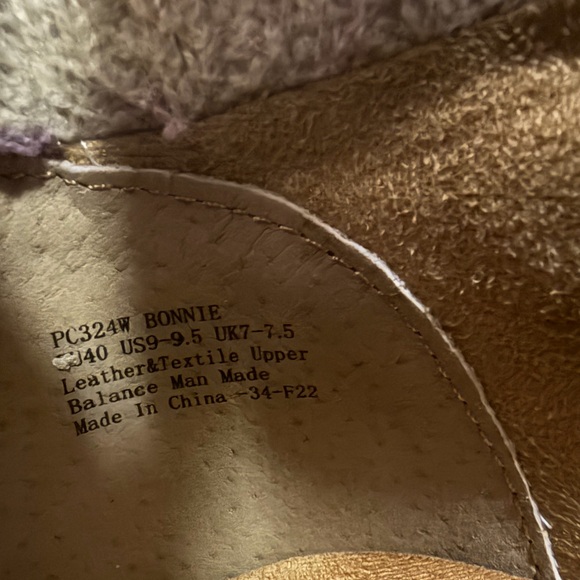 PC324W BONNIE
EU40 US9-9.5 UK7-7.5
Leather&Textile Upper
Balance Man Made
Made In China -34-F22